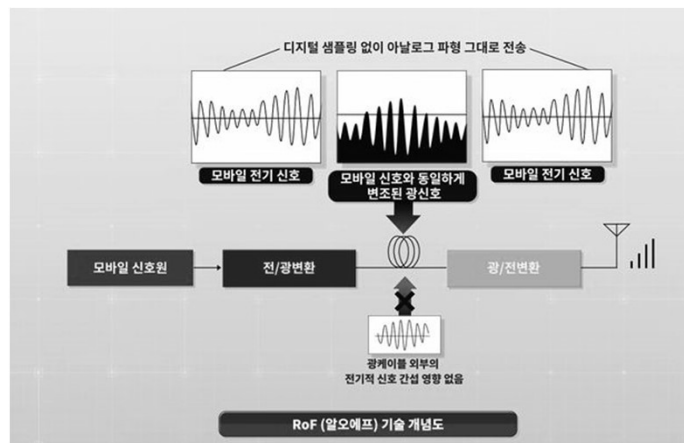 디지털 샘플링 없이 아날로그 파형 그대로 전송
모바일 전기 신호
모바일 신호와 동일하게
변조된 광신호
모바일 전기 신호
모바일 신호원
전/광변환
광/전변환
광케이블 외부의
전기적 신호 간섭 영향 없음
RoF (알오에프) 기술 개념도